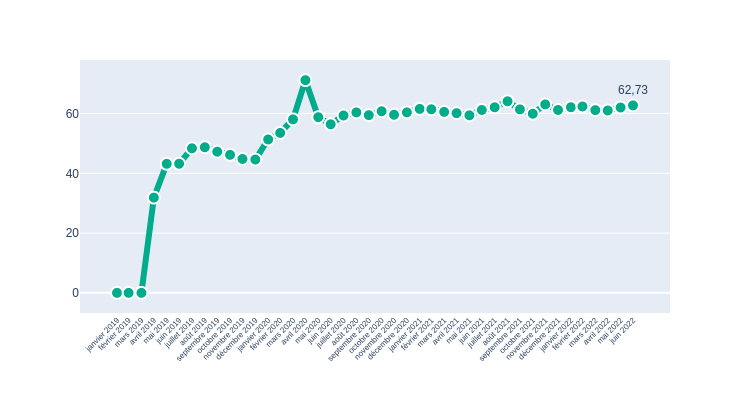 62,73
60
40
20
0
janvier 2019
février 2019
mars 2019
avril 2019
mai 2019
juin 2019
juillet 2019
août 2019
septembre 2019
octobre 2019
novembre 2019
décembre 2019
janvier 2020
février 2020
mars 2020
avril 2020
mai 2020
juin 2020
juillet 2020
août 2020
septembre 2020
octobre 2020
novembre 2020
décembre 2020
janvier 2021
février 2021
mars 2021
avril 2021
mai 2021
juin 2021
juillet 2021
août 2021
septembre 2021
octobre 2021
novembre 2021
décembre 2021
janvier 2022
février 2022
mars 2022
avril 2022
mai 2022
juin 2022